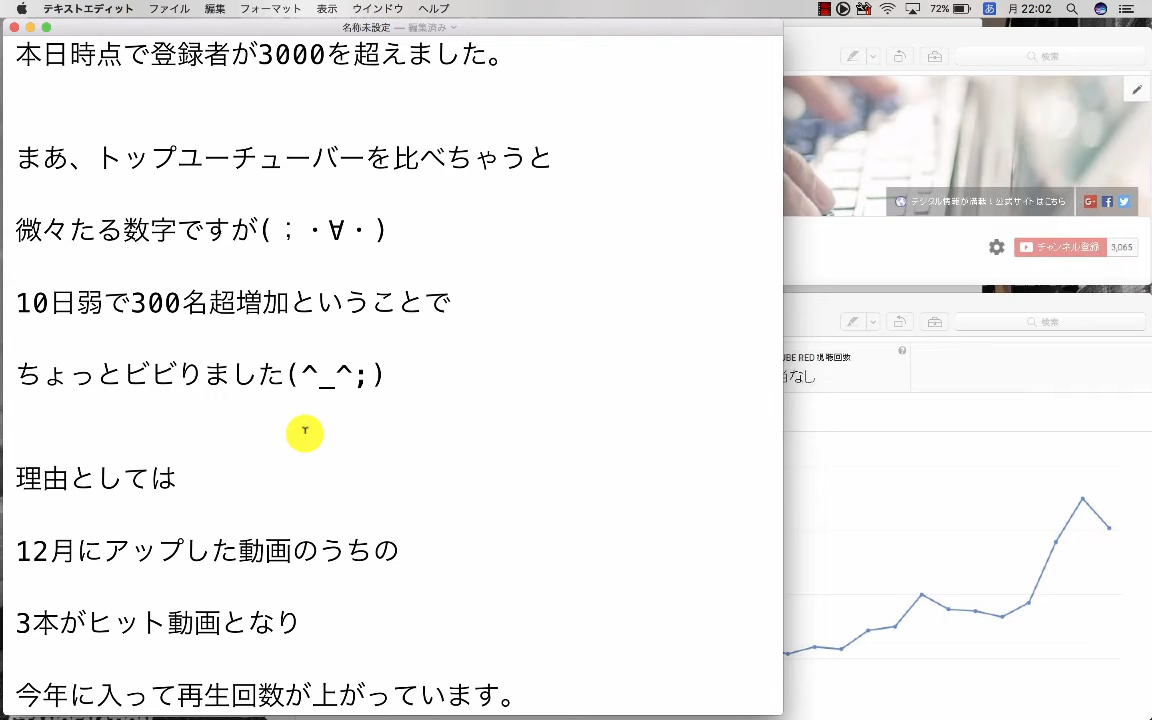 テキストエディット ファイル 編集 フォーマット 表示 ウインドウ ヘルプ
72% あ 月 22:02
名称未設定 — 編集済み
本日時点で登録者が3000を超えました。
まあ、トップユーチューバーを比べちゃうと
微々たる数字ですが(；・∀・)
10日弱で300名超増加ということで
ちょっとビビりました(^_^;)
理由としては
12月にアップした動画のうちの
3本がヒット動画となり
今年に入って再生回数が上がっています。
検索
デジタル情報が満載！公式サイトはこちら
チャンネル登録 3,065
検索
UBE RED 視聴回数
当なし